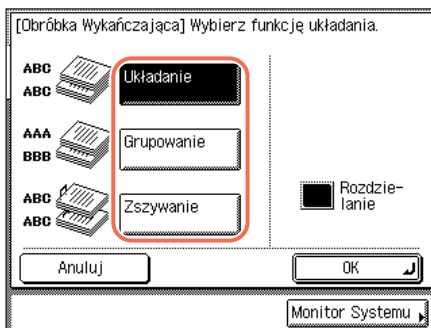 [Obróbka Wykańczająca] Wybierz funkcję układania.
ABC
ABC
Układanie
AAA
BBB
Grupowanie
ABC
ABC
Zszywanie
Rozdzie-
lanie
Anuluj
OK
Monitor Systemu